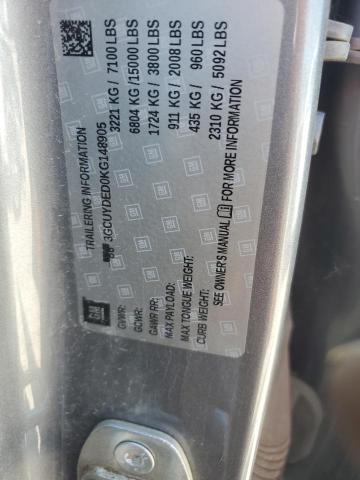 TRAILERING INFORMATION
3GCUYDED0KG140905
GM
GVWR: 3221 KG / 7100 LBS
GCWR: 6804 KG /15000 LBS
GAWR RR: 1724 KG / 3800 LBS
MAX PAYLOAD: 911 KG / 2008 LBS
MAX TONGUE WEIGHT: 435 KG / 960 LBS
CURB WEIGHT: 2310 KG / 5092 LBS
SEE OWNER'S MANUAL FOR MORE INFORMATION